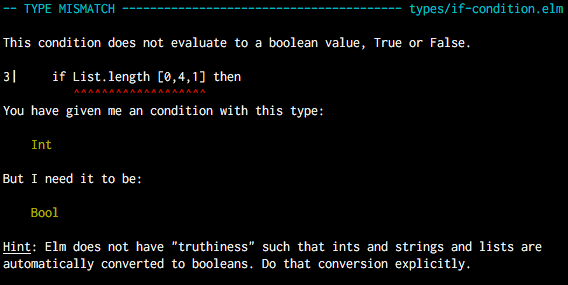 -- TYPE MISMATCH ---------------------------------------- types/if-condition.elm
This condition does not evaluate to a boolean value, True or False.
3|     if List.length [0,4,1] then
          ^^^^^^^^^^^^^^^^^^^
You have given me an condition with this type:
    Int
But I need it to be:
    Bool
Hint: Elm does not have "truthiness" such that ints and strings and lists are
automatically converted to booleans. Do that conversion explicitly.